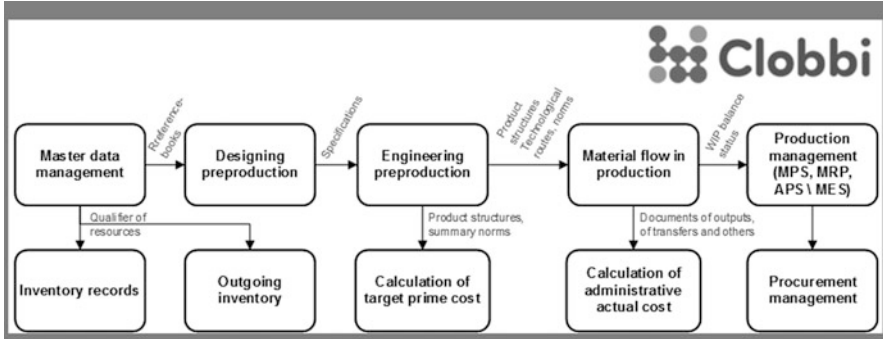 Clobbi
Rreference-
books
Specifications
Product
structures
Technological
routes, norms
WIP balance
status
Master data
management
Designing
preproduction
Engineering
preproduction
Material flow in
production
Production
management
(MPS, MRP,
APS \ MES)
Qualifier of
resources
Product structures,
summary norms
Documents of outputs,
of transfers and others
Inventory records
Outgoing
inventory
Calculation of
target prime cost
Calculation of
administrative
actual cost
Procurement
management